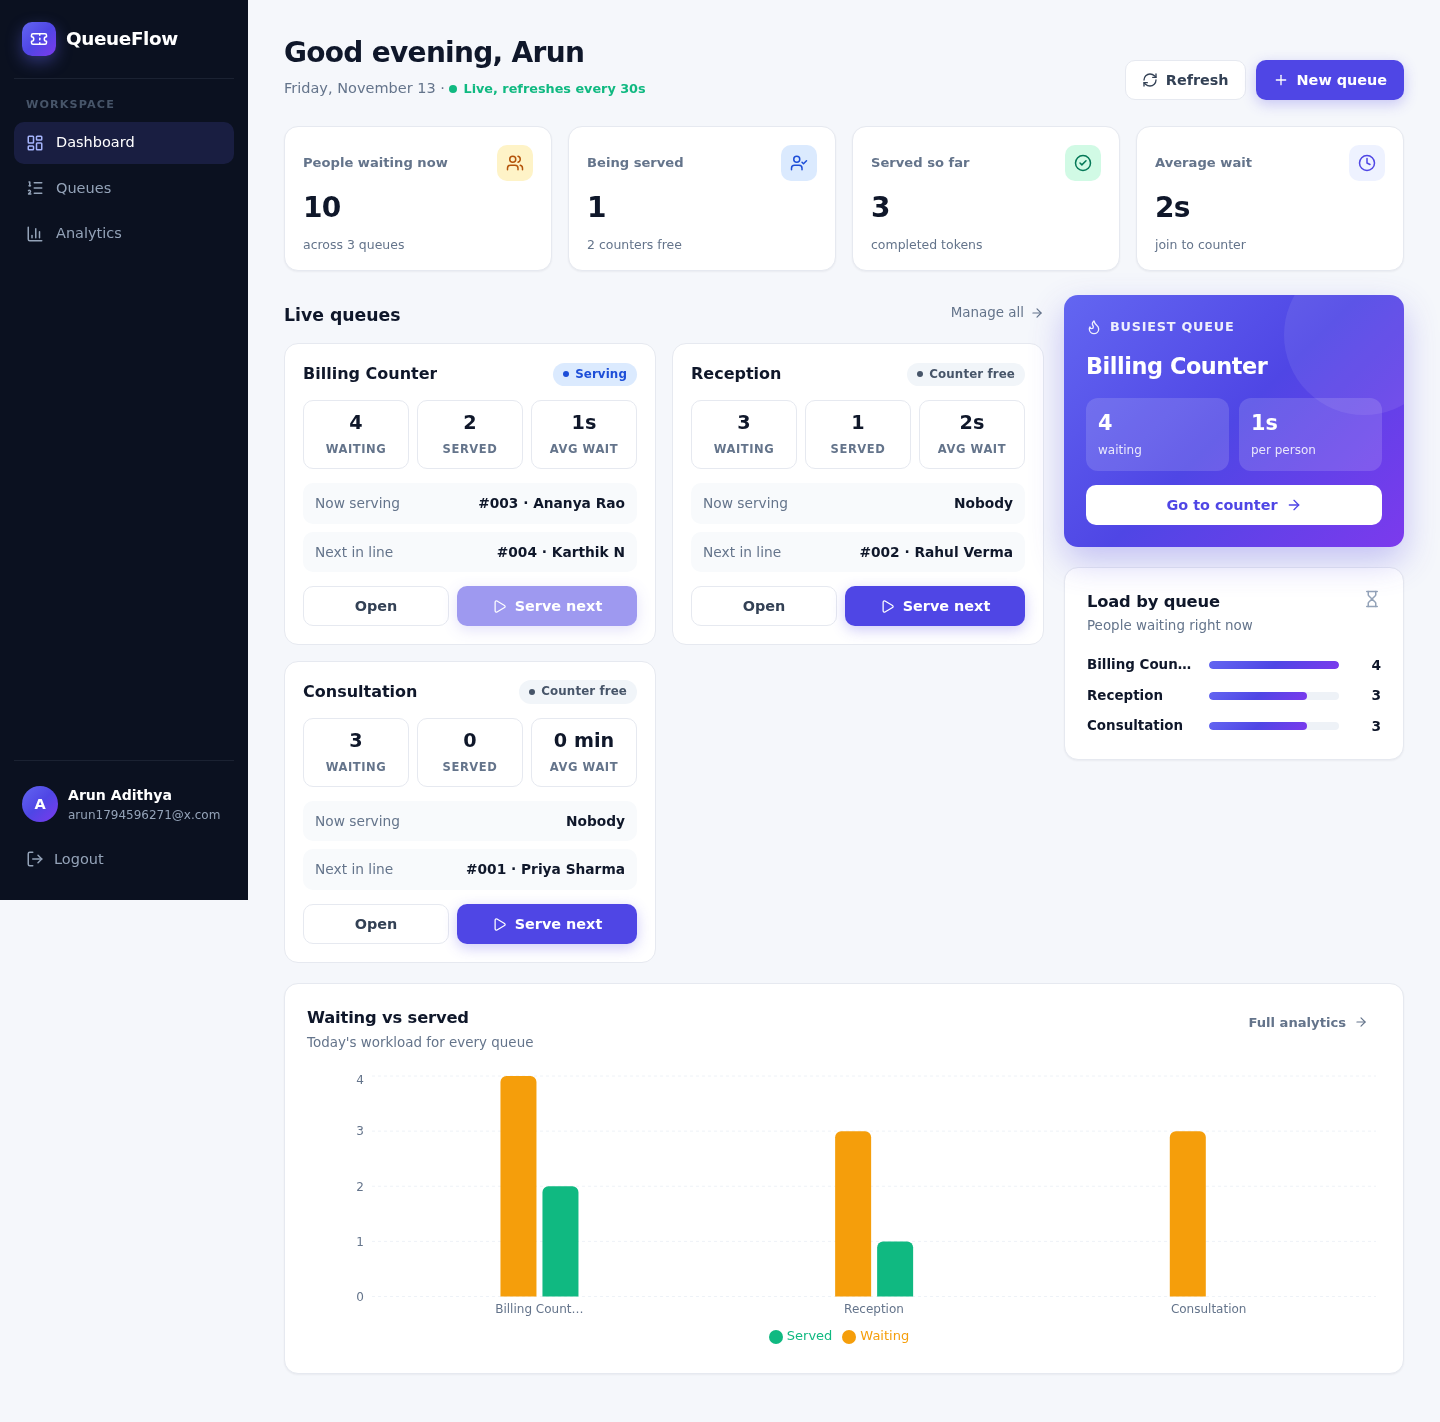 QueueFlow
WORKSPACE
Dashboard
Queues
Analytics
Arun Adithya
arun1794596271@x.com
Logout
Good evening, Arun
Friday, November 13 · Live, refreshes every 30s
Refresh
New queue
People waiting now
10
across 3 queues
Being served
1
2 counters free
Served so far
3
completed tokens
Average wait
2s
join to counter
Live queues
Manage all
Billing Counter
Serving
4
WAITING
2
SERVED
1s
AVG WAIT
Now serving
#003 · Ananya Rao
Next in line
#004 · Karthik N
Open
Serve next
Reception
Counter free
3
WAITING
1
SERVED
2s
AVG WAIT
Now serving
Nobody
Next in line
#002 · Rahul Verma
Open
Serve next
Consultation
Counter free
3
WAITING
0
SERVED
0 min
AVG WAIT
Now serving
Nobody
Next in line
#001 · Priya Sharma
Open
Serve next
BUSIEST QUEUE
Billing Counter
4
waiting
1s
per person
Go to counter
Load by queue
People waiting right now
Billing Coun... 4
Reception 3
Consultation 3
Waiting vs served
Today's workload for every queue
Full analytics
4
3
2
1
0
Billing Count...
Reception
Consultation
Served
Waiting